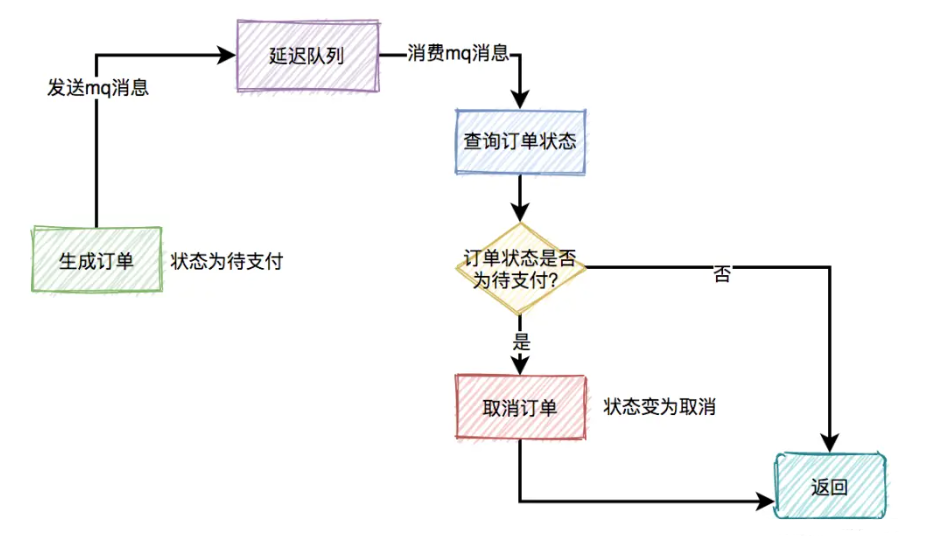 延迟队列
消费mq消息
发送mq消息
查询订单状态
生成订单
状态为待支付
订单状态是否
为待支付?
否
是
取消订单
状态变为取消
返回